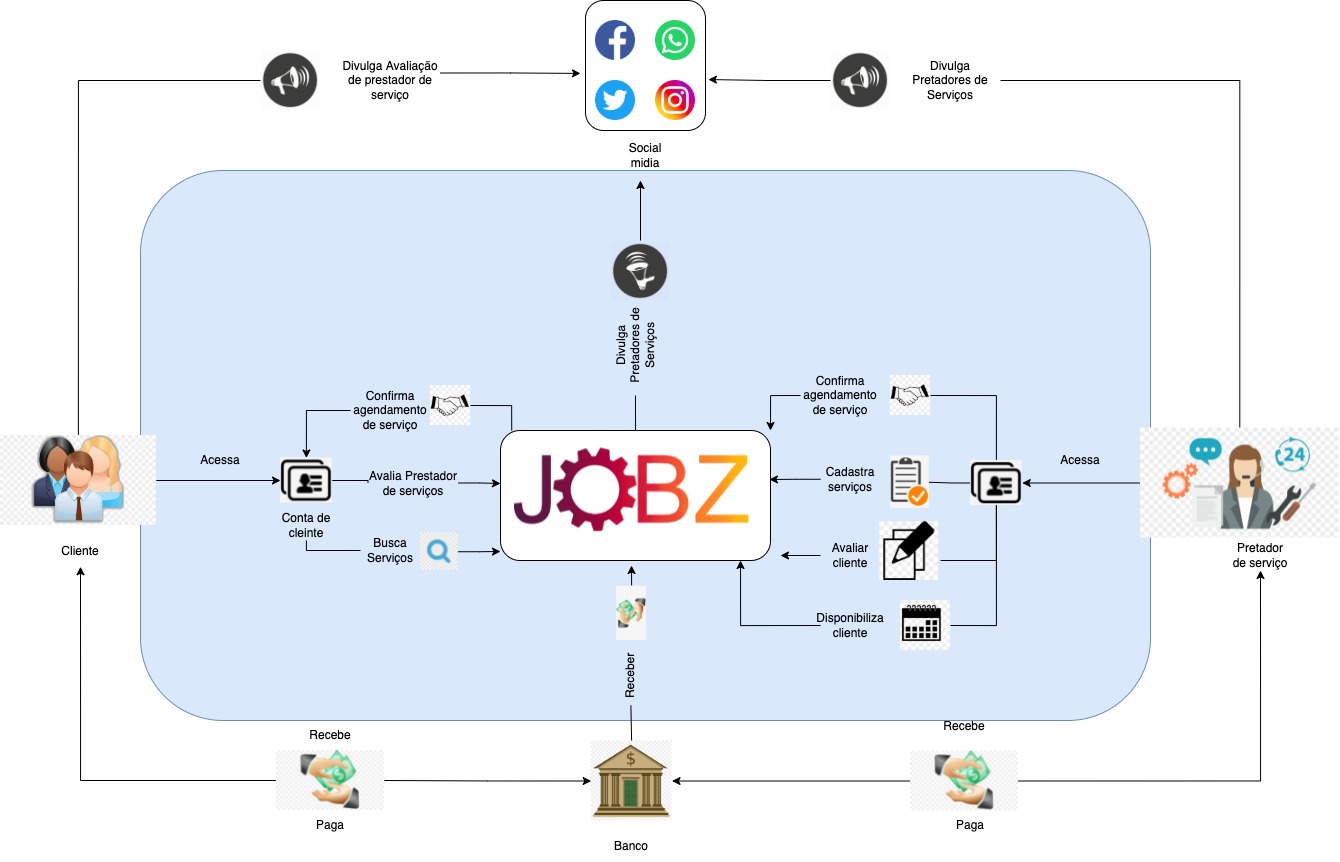 Divulga Avaliação
de prestador de
serviço
Divulga
Pretadores de
Serviços
Social
midia
Divulga
Pretadores de
Serviços
Confirma
agendamento
de serviço
Confirma
agendamento
de serviço
Acessa
Avalia Prestador
de serviços
JOBZ
Cadastra
serviços
Acessa
24
Conta de
cleinte
Busca
Serviços
Avaliar
cliente
Cliente
Pretador
de serviço
Disponibiliza
cliente
Receber
Recebe
Recebe
$
Paga
Paga
Banco